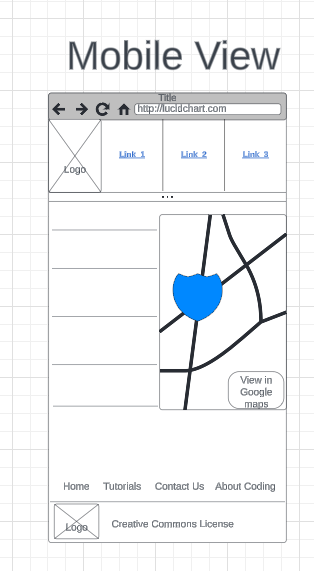 Mobile View
Title
http://lucidchart.com
Logo
Link 1
Link 2
Link 3
View in
Google
maps
Home Tutorials Contact Us About Coding
Logo
Creative Commons License